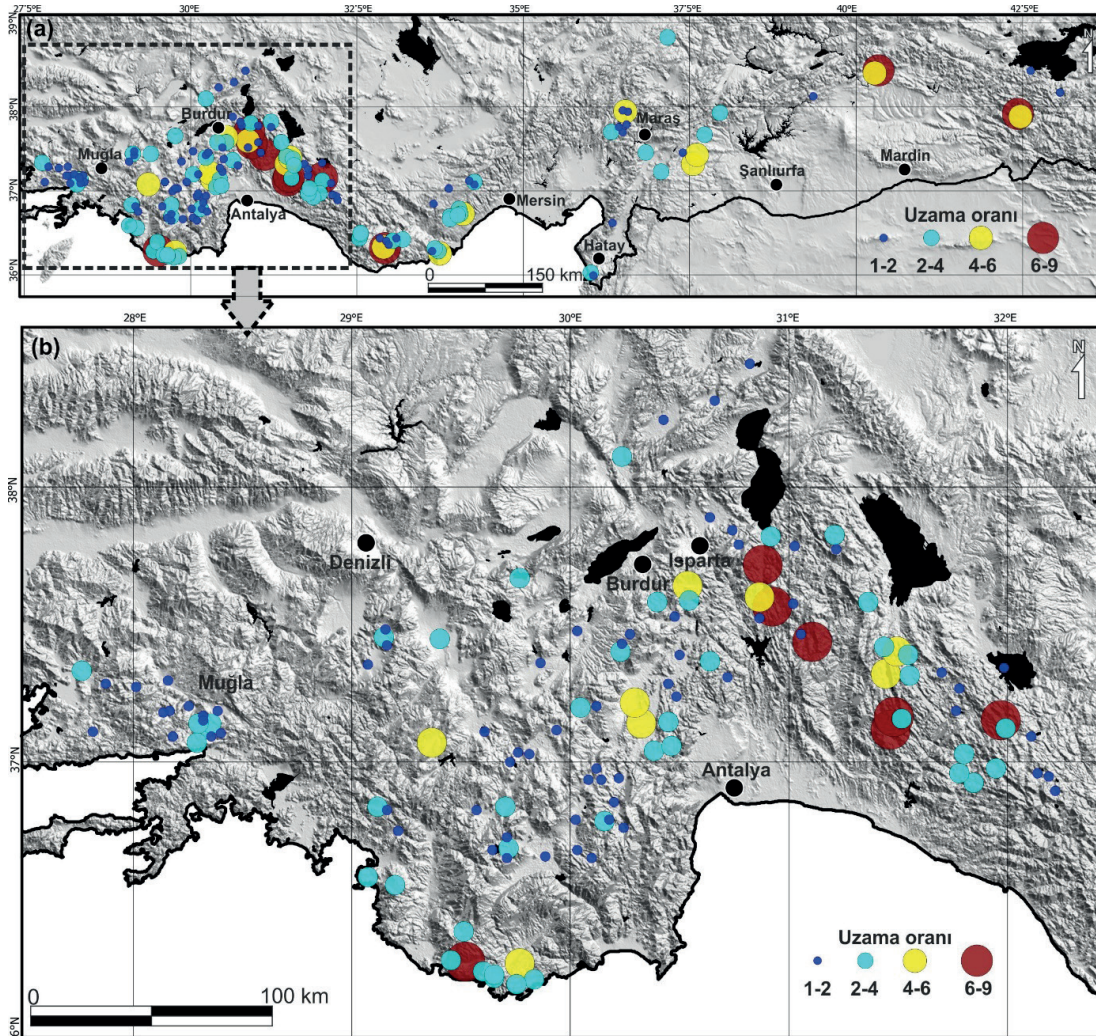 27°5'E 30°0'E 32°5'E 35°E 37°5'E 40°E 42°5'E
39°N
(a)
38°N
Burdur
Maraş
Muğla
Mardin
Şanlıurfa
37°N
Antalya
Mersin
Uzama oranı
Hatay
36°N
0 150 km
1-2 2-4 4-6 6-9
28°E 29°E 30°E 31°E 32°E
(b)
N
38°N
Denizli
Isparta
Burdur
Muğla
37°N
Antalya
Uzama oranı
1-2 2-4 4-6 6-9
0 100 km
6°N